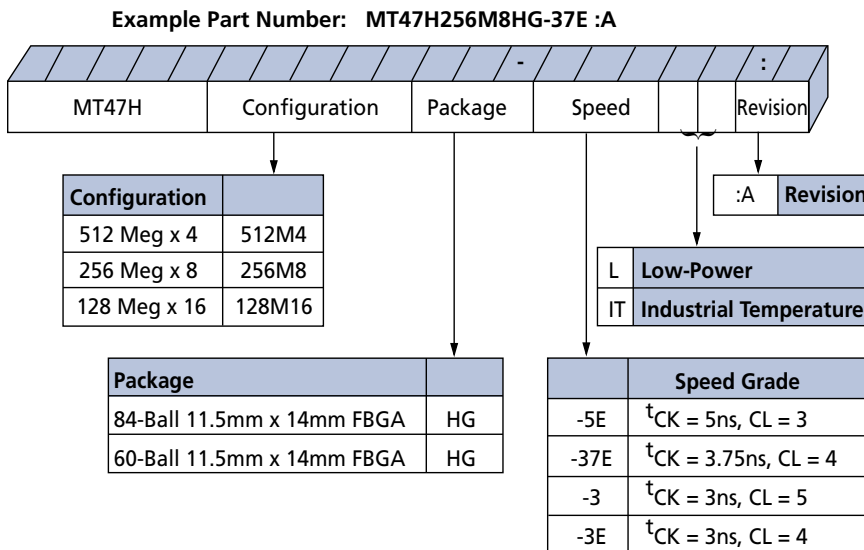 Example Part Number: MT47H256M8HG-37E :A
- :
MT47H Configuration Package Speed Revision
Configuration
512 Meg x 4 512M4
256 Meg x 8 256M8
128 Meg x 16 128M16
:A Revision
L Low-Power
IT Industrial Temperature
Package
84-Ball 11.5mm x 14mm FBGA HG
60-Ball 11.5mm x 14mm FBGA HG
Speed Grade
-5E tCK = 5ns, CL = 3
-37E tCK = 3.75ns, CL = 4
-3 tCK = 3ns, CL = 5
-3E tCK = 3ns, CL = 4